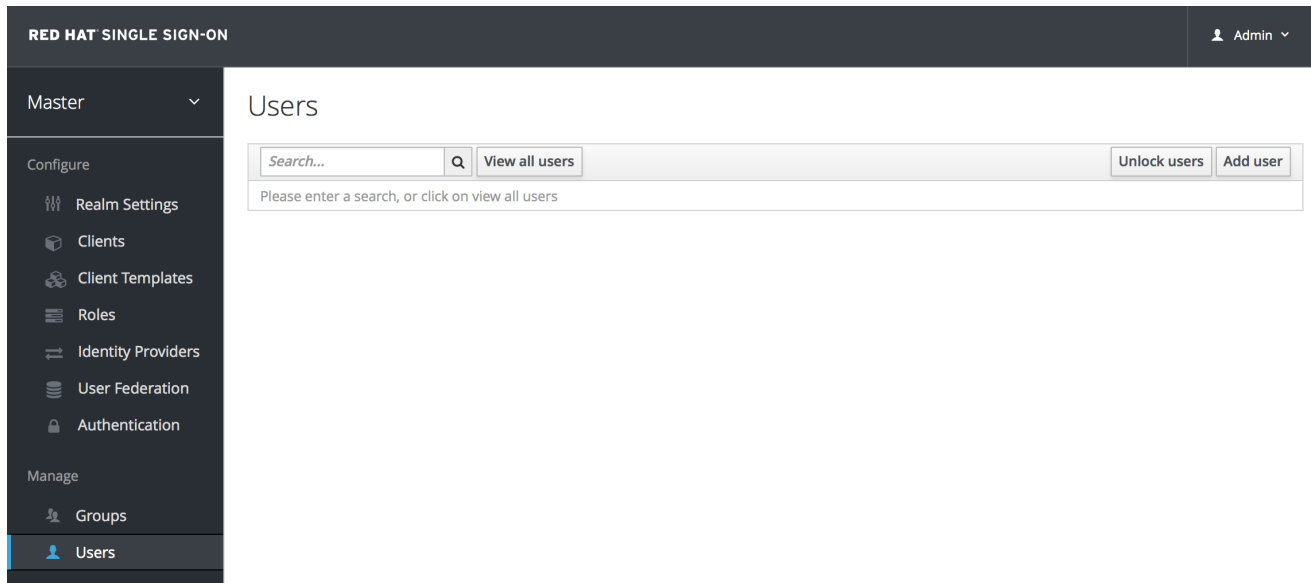 RED HAT SINGLE SIGN-ON
Admin
Master
Users
Search...
View all users
Unlock users
Add user
Please enter a search, or click on view all users
Configure
Realm Settings
Clients
Client Templates
Roles
Identity Providers
User Federation
Authentication
Manage
Groups
Users